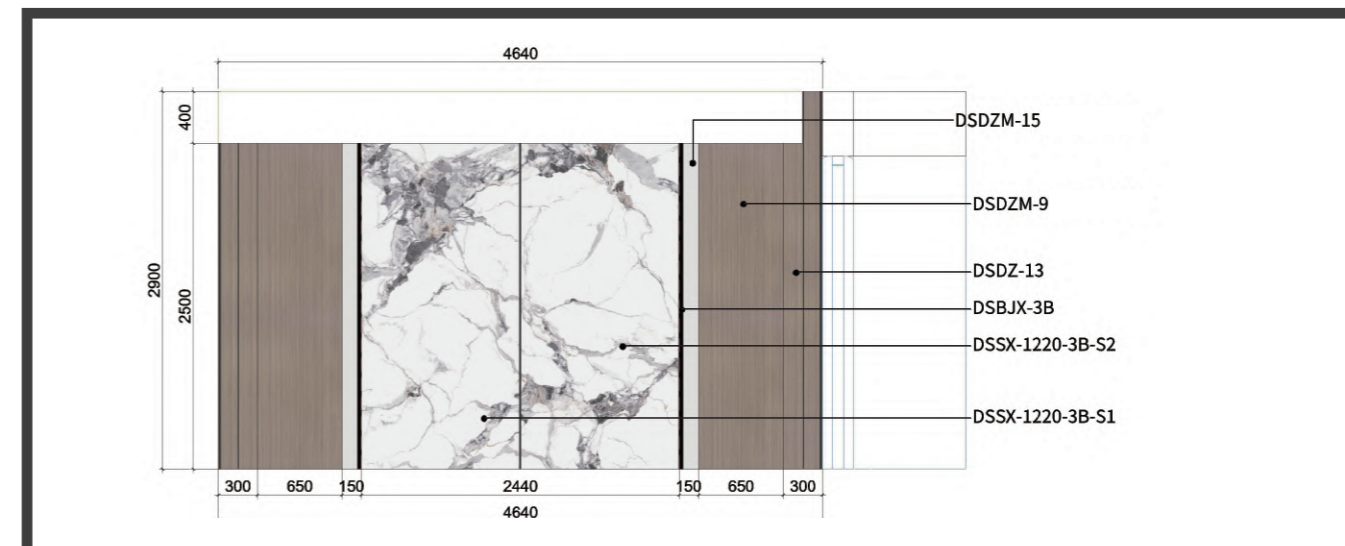 4640
400
2900
2500
DSDZM-15
DSDZM-9
DSDZ-13
DSBJX-3B
DSSX-1220-3B-S2
DSSX-1220-3B-S1
300 650 150 2440 150 650 300
4640